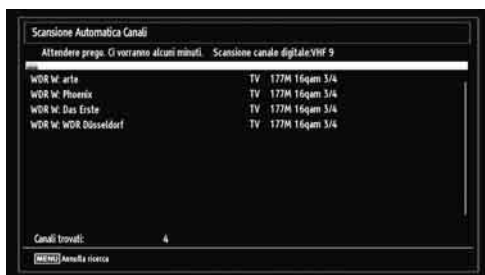 Scansione Automatica Canali
Attendere prego. Ci vorranno alcuni minuti. Scansione canale digitale:VHF 9
WDR W: arte TV 177M 16qam 3/4
WDR W: Phoenix TV 177M 16qam 3/4
WDR W: Das Erste TV 177M 16qam 3/4
WDR W: WDR Düsseldorf TV 177M 16qam 3/4
Canali trovati: 4
MENU Annulla ricerca